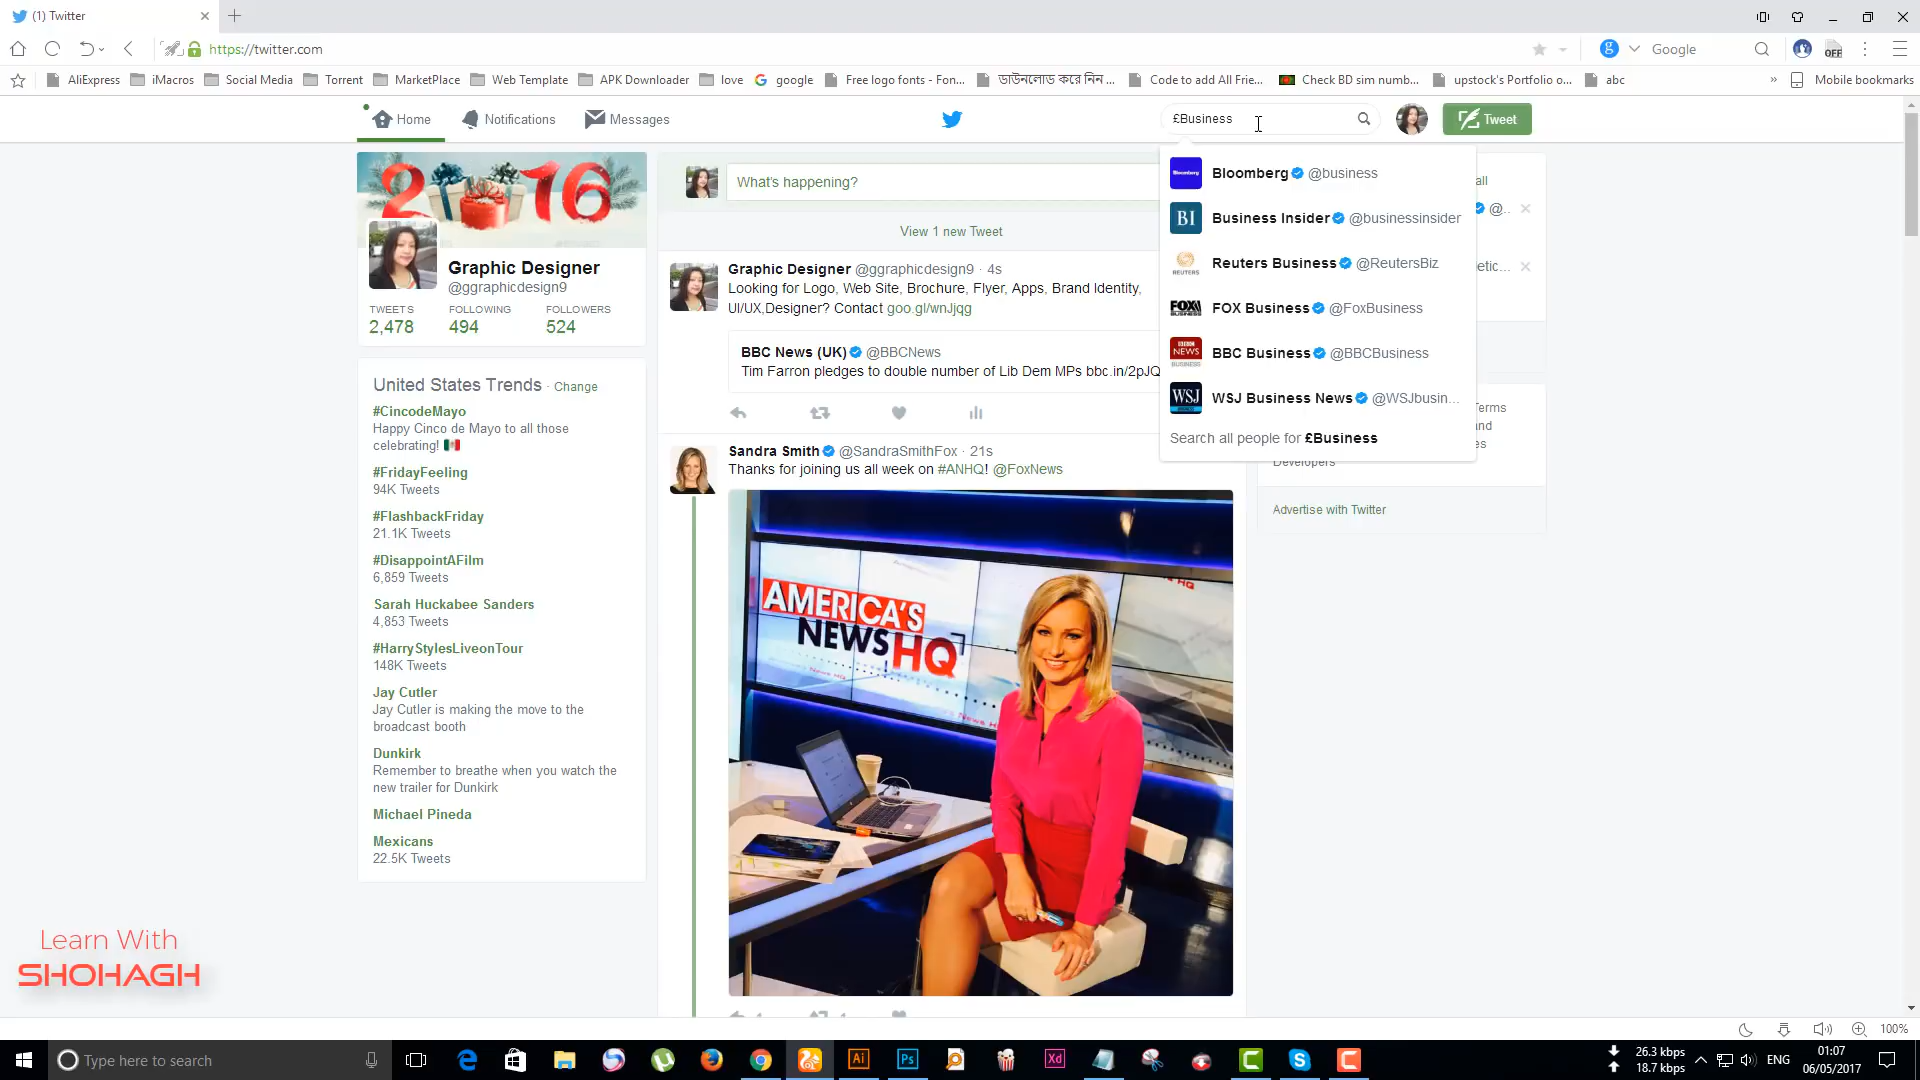 (1) Twitter
https://twitter.com
Google
AliExpress
iMacros
Social Media
Torrent
MarketPlace
Web Template
APK Downloader
love
google
Free logo fonts - Fon...
ডাউনলোড করে নিন ...
Code to add All Frie...
Check BD sim numb...
upstock's Portfolio o...
abc
»
Mobile bookmarks
Home
Notifications
Messages
£Business
Tweet
Bloomberg @business
Business Insider @businessinsider
Reuters Business @ReutersBiz
FOX Business @FoxBusiness
BBC Business @BBCBusiness
WSJ Business News @WSJbusin...
Search all people for £Business
all
@..
etic...
Terms
and
es
Developers
Advertise with Twitter
2016
Graphic Designer
@ggraphicdesign9
TWEETS FOLLOWING FOLLOWERS
2,478 494 524
United States Trends · Change
#CincodeMayo
Happy Cinco de Mayo to all those
celebrating!
#FridayFeeling
94K Tweets
#FlashbackFriday
21.1K Tweets
#DisappointAFilm
6,859 Tweets
Sarah Huckabee Sanders
4,853 Tweets
#HarryStylesLiveonTour
148K Tweets
Jay Cutler
Jay Cutler is making the move to the
broadcast booth
Dunkirk
Remember to breathe when you watch the
new trailer for Dunkirk
Michael Pineda
Mexicans
22.5K Tweets
What's happening?
View 1 new Tweet
Graphic Designer @ggraphicdesign9 · 4s
Looking for Logo, Web Site, Brochure, Flyer, Apps, Brand Identity,
UI/UX,Designer? Contact goo.gl/wnJjqg
BBC News (UK) @BBCNews
Tim Farron pledges to double number of Lib Dem MPs bbc.in/2pJQ
Sandra Smith @SandraSmithFox · 21s
Thanks for joining us all week on #ANHQ! @FoxNews
AMERICA'S
NEWS HQ
Learn With
SHOHAGH
100%
Type here to search
26.3 kbps
18.7 kbps
ENG
01:07
06/05/2017